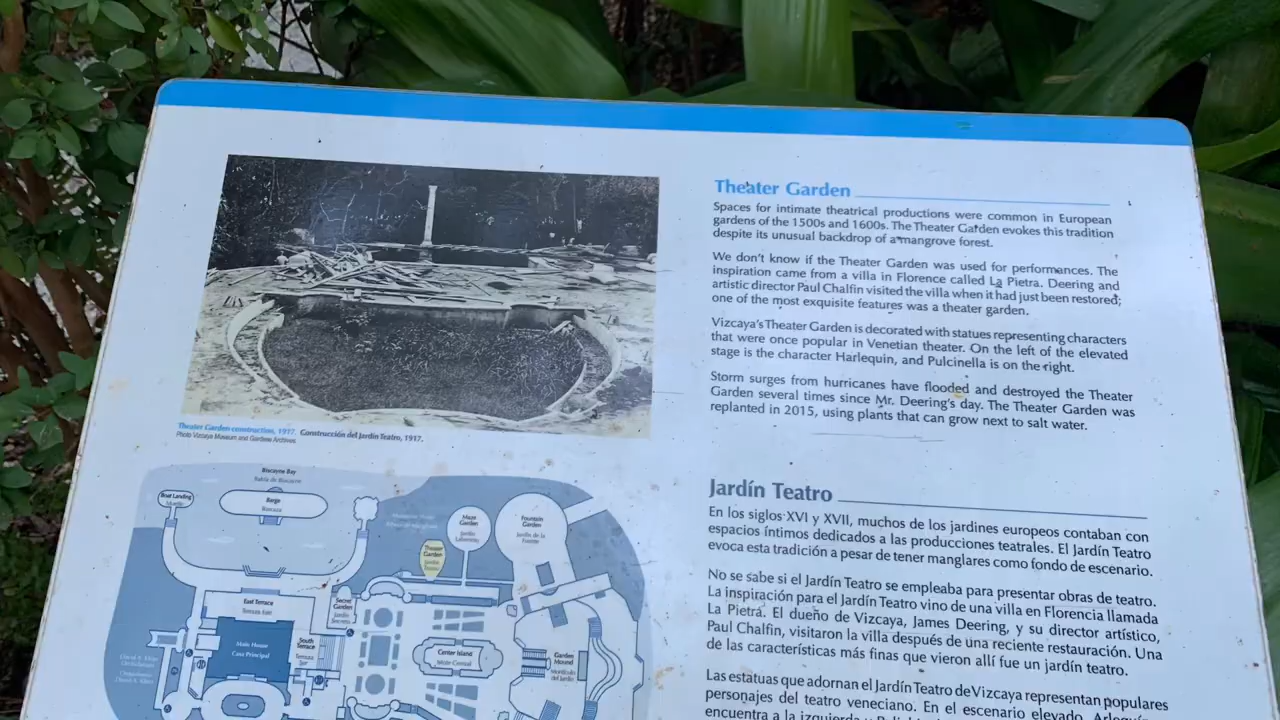 Theater Garden
Spaces for intimate theatrical productions were common in European
gardens of the 1500s and 1600s. The Theater Garden evokes this tradition
despite its unusual backdrop of a mangrove forest.
We don't know if the Theater Garden was used for performances. The
inspiration came from a villa in Florence called La Pietra. Deering and
artistic director Paul Chalfin visited the villa when it had just been restored;
one of the most exquisite features was a theater garden.
Vizcaya's Theater Garden is decorated with statues representing characters
that were once popular in Venetian theater. On the left of the elevated
stage is the character Harlequin, and Pulcinella is on the right.
Storm surges from hurricanes have flooded and destroyed the Theater
Garden several times since Mr. Deering's day. The Theater Garden was
replanted in 2015, using plants that can grow next to salt water.
Theater Garden construction, 1917. Construcción del Jardín Teatro, 1917.
Photo Vizcaya Museum and Gardens Archives
Jardín Teatro
En los siglos XVI y XVII, muchos de los jardines europeos contaban con
espacios íntimos dedicados a las producciones teatrales. El Jardín Teatro
evoca esta tradición a pesar de tener manglares como fondo de escenario.
No se sabe si el Jardín Teatro se empleaba para presentar obras de teatro.
La inspiración para el Jardín Teatro vino de una villa en Florencia llamada
La Pietra. El dueño de Vizcaya, James Deering, y su director artístico,
Paul Chalfin, visitaron la villa después de una reciente restauración. Una
de las características más finas que vieron allí fue un jardín teatro.
Las estatuas que adornan el Jardín Teatro de Vizcaya representan populares
personajes del teatro veneciano. En el escenario elevado,
encuentra a la izquierda y
Biscayne Bay
Bahía de Biscayne
Boat Landing
Muelle
Barge
Barcaza
Maze
Garden
Jardín
Laberinto
Fountain
Garden
Jardín de la
Fuente
Theater
Garden
Jardín
Teatro
East Terrace
Terraza Este
Secret
Garden
Jardín
Secreto
Main House
Casa Principal
South
Terrace
Terraza
Sur
Center Island
Islote Central
Garden
Mound
Montículo
del Jardín
David A. Klein
Orchidarium
Orquideario
David A. Klein